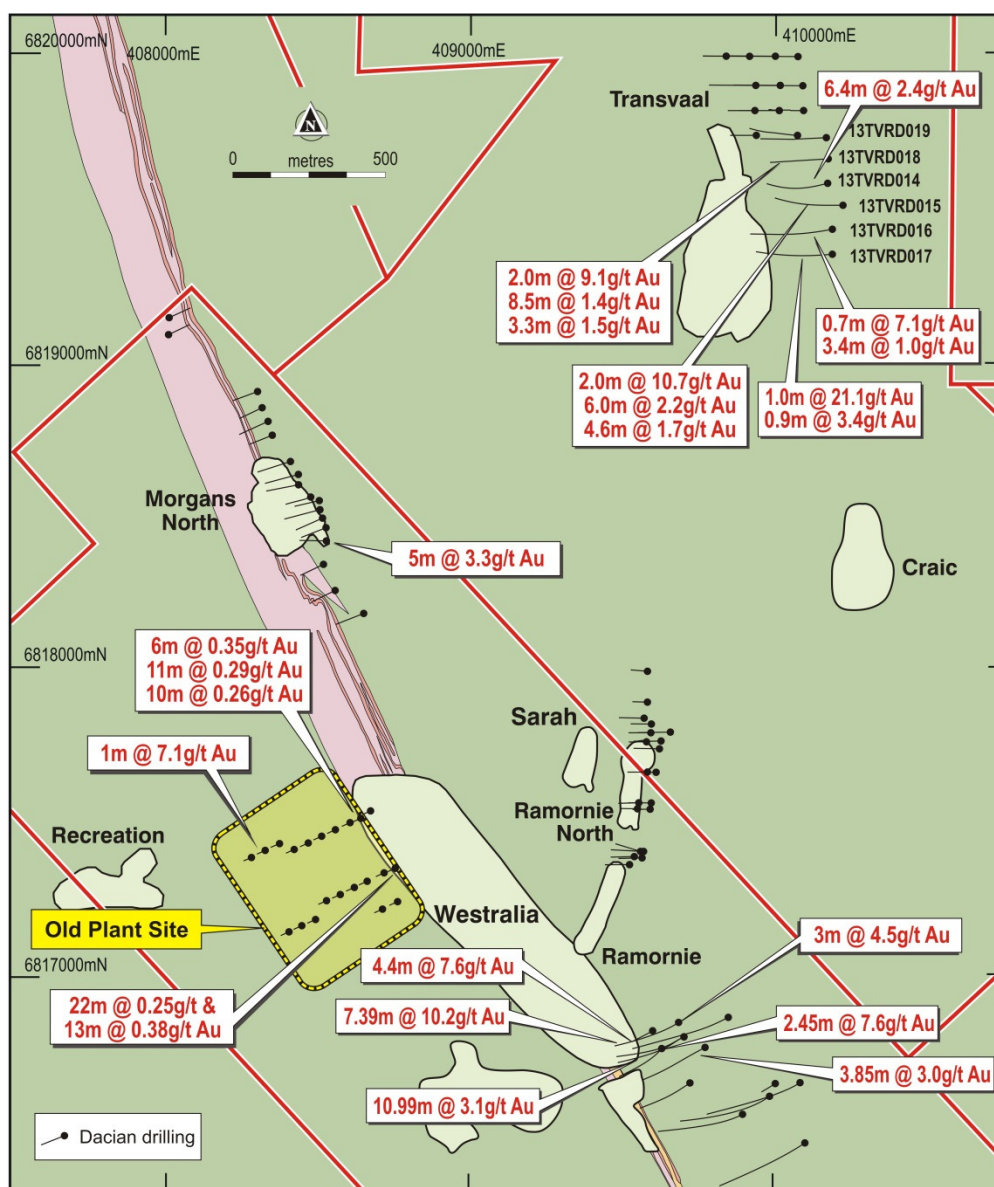 6820000mN
408000mE
409000mE
410000mE
N
0 metres 500
Transvaal
6.4m @ 2.4g/t Au
13TVRD019
13TVRD018
13TVRD014
13TVRD015
13TVRD016
13TVRD017
2.0m @ 9.1g/t Au
8.5m @ 1.4g/t Au
3.3m @ 1.5g/t Au
0.7m @ 7.1g/t Au
3.4m @ 1.0g/t Au
6819000mN
2.0m @ 10.7g/t Au
6.0m @ 2.2g/t Au
4.6m @ 1.7g/t Au
1.0m @ 21.1g/t Au
0.9m @ 3.4g/t Au
Morgans
North
5m @ 3.3g/t Au
Craic
6818000mN
6m @ 0.35g/t Au
11m @ 0.29g/t Au
10m @ 0.26g/t Au
Sarah
1m @ 7.1g/t Au
Ramornie
North
Recreation
Old Plant Site
Westralia
3m @ 4.5g/t Au
Ramornie
4.4m @ 7.6g/t Au
6817000mN
22m @ 0.25g/t &
13m @ 0.38g/t Au
7.39m @ 10.2g/t Au
2.45m @ 7.6g/t Au
3.85m @ 3.0g/t Au
10.99m @ 3.1g/t Au
Dacian drilling